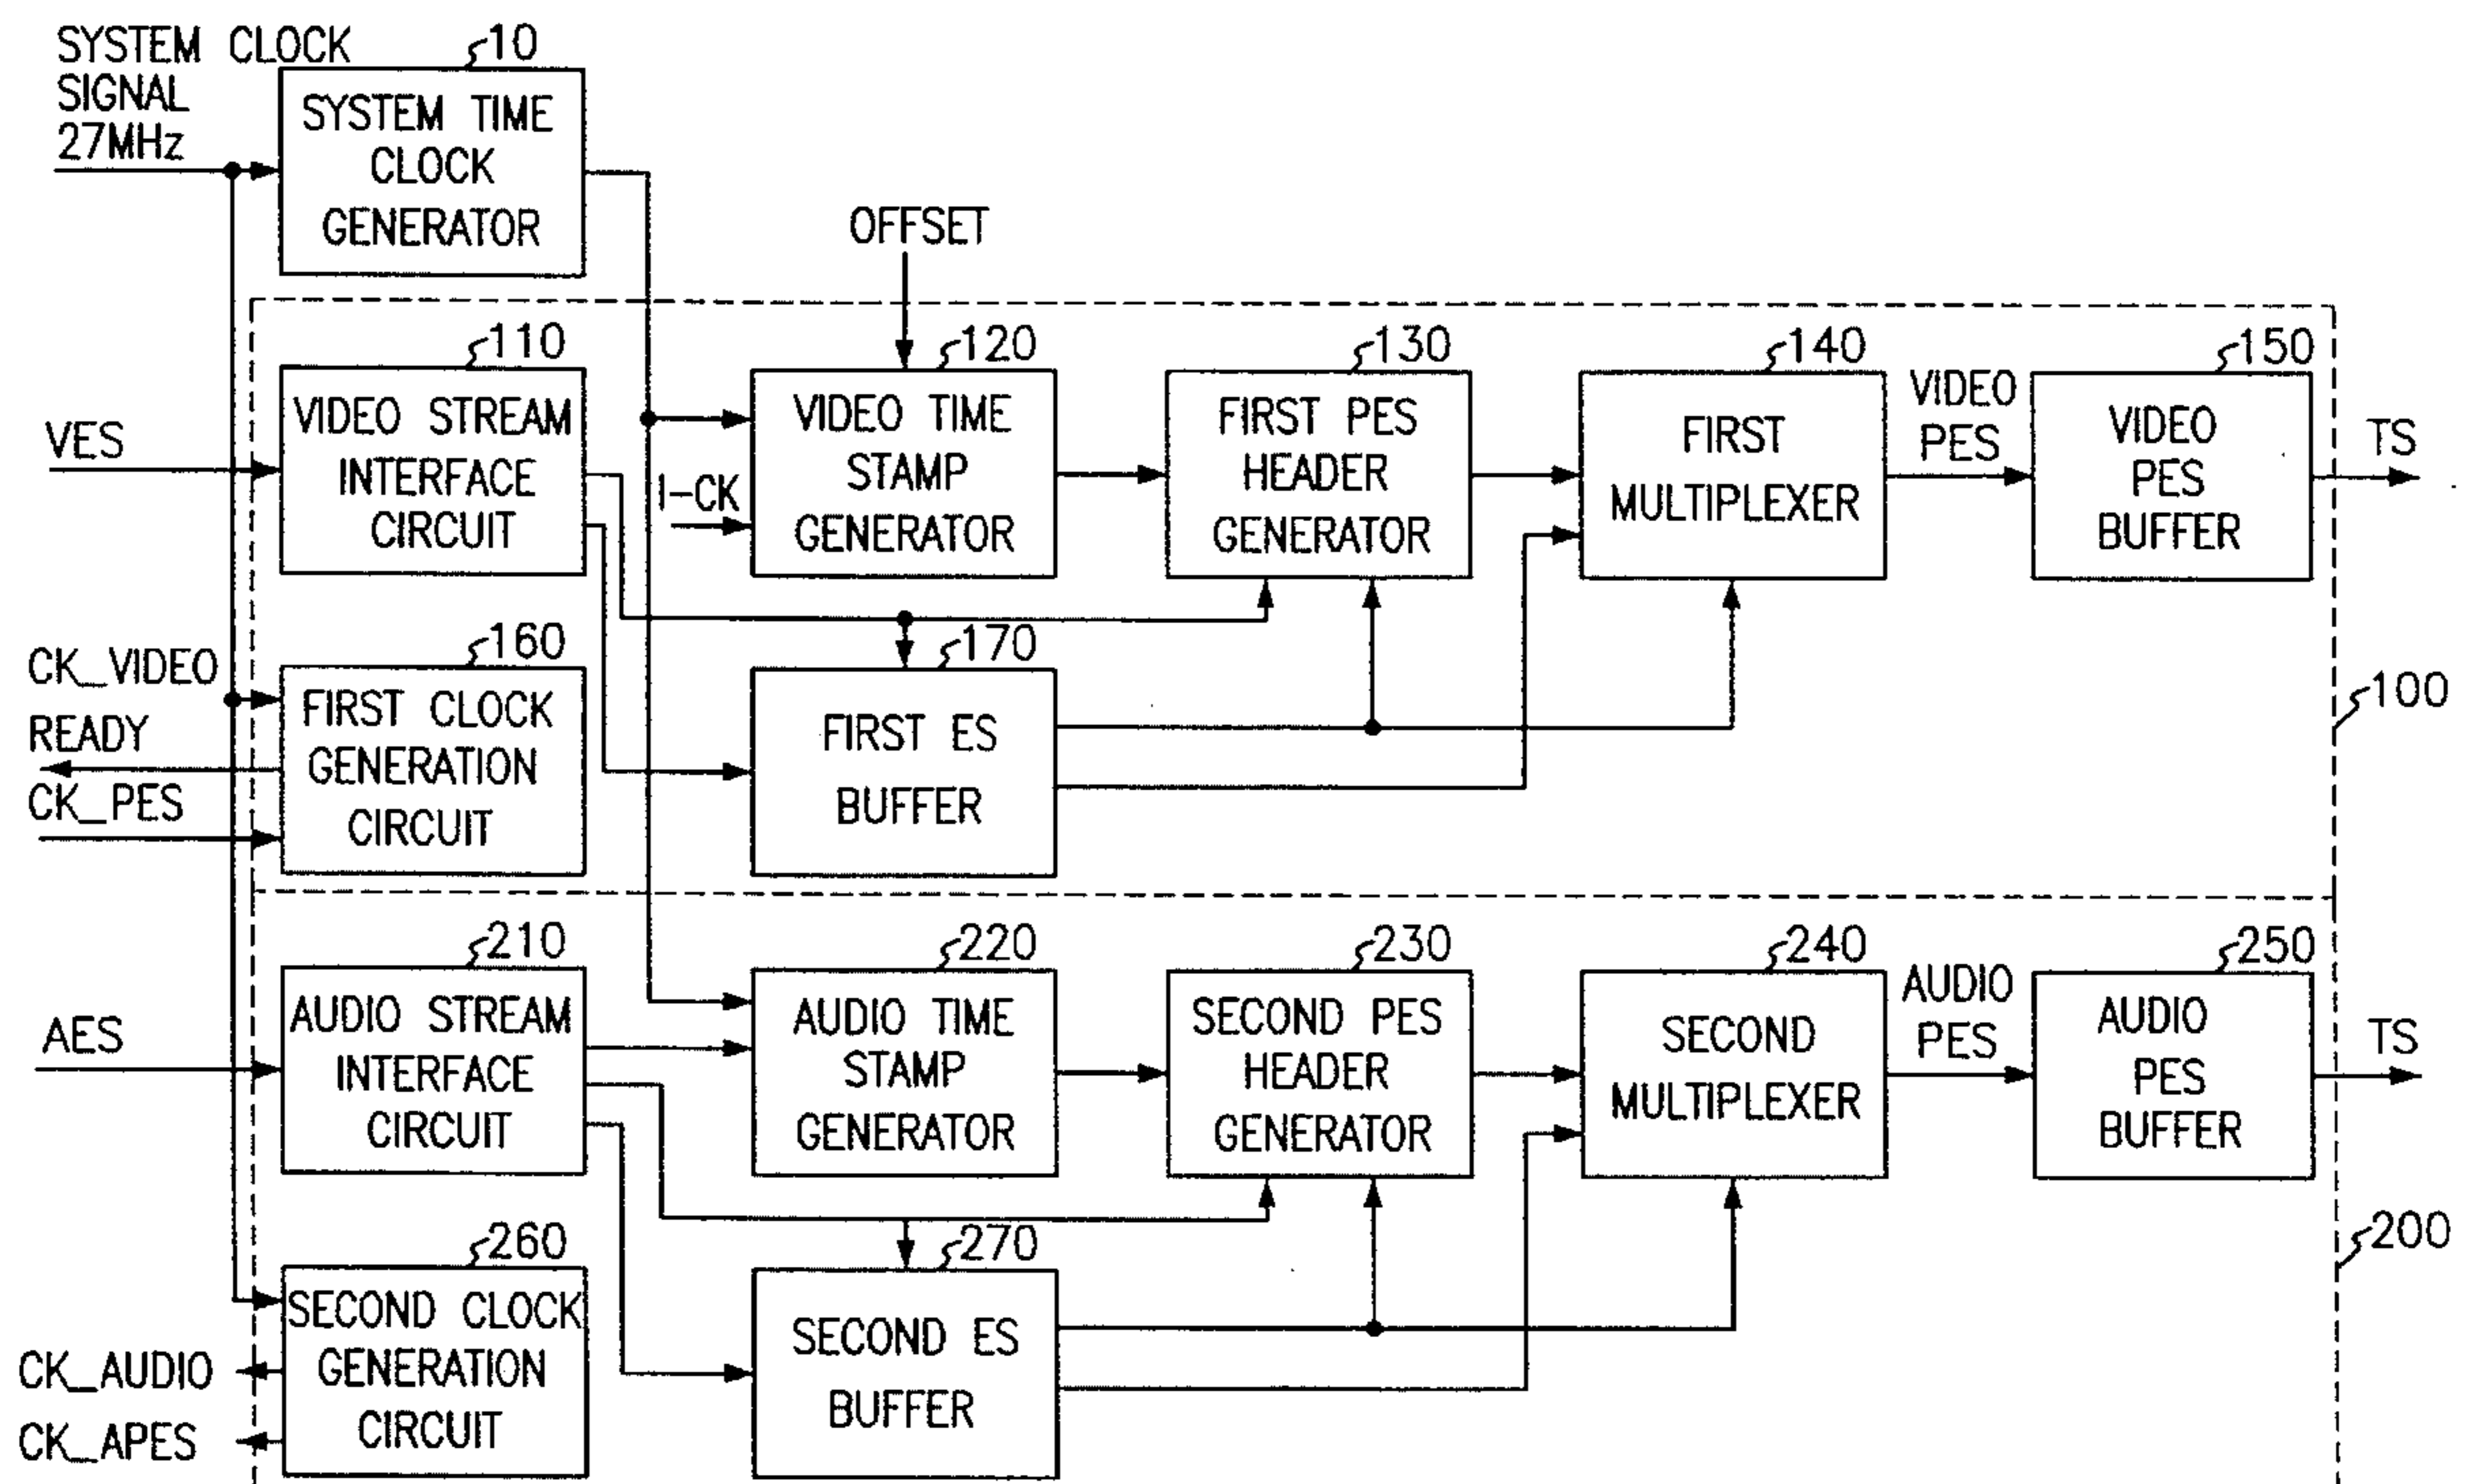 SYSTEM CLOCK
SIGNAL
27MHz
10
SYSTEM TIME
CLOCK
GENERATOR
OFFSET
110
VIDEO STREAM
INTERFACE
CIRCUIT
VES
120
VIDEO TIME
STAMP
GENERATOR
I-CK
130
FIRST PES
HEADER
GENERATOR
140
FIRST
MULTIPLEXER
VIDEO
PES
150
VIDEO
PES
BUFFER
TS
160
FIRST CLOCK
GENERATION
CIRCUIT
CK_VIDEO
READY
CK_PES
170
FIRST ES
BUFFER
100
210
AUDIO STREAM
INTERFACE
CIRCUIT
AES
220
AUDIO TIME
STAMP
GENERATOR
230
SECOND PES
HEADER
GENERATOR
240
SECOND
MULTIPLEXER
AUDIO
PES
250
AUDIO
PES
BUFFER
TS
260
SECOND CLOCK
GENERATION
CIRCUIT
CK_AUDIO
CK_APES
270
SECOND ES
BUFFER
200